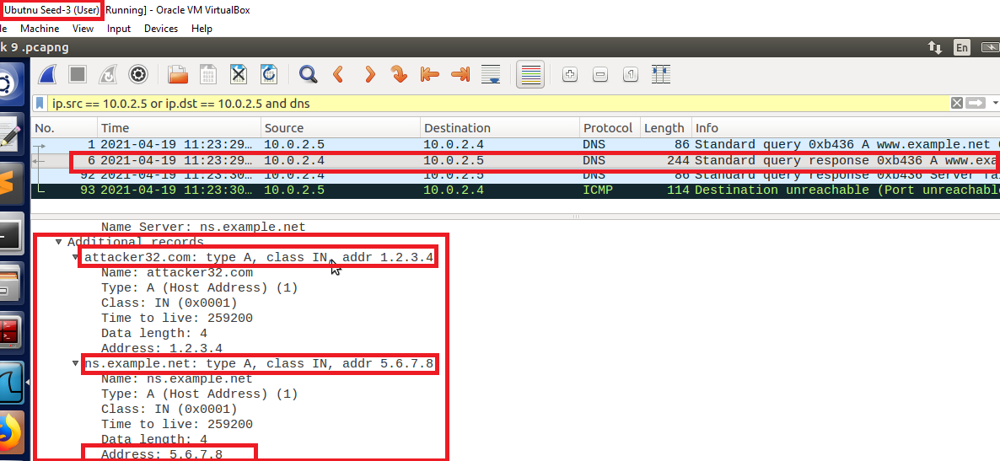 Ubutnu Seed-3 (User) [Running] - Oracle VM VirtualBox
le Machine View Input Devices Help
k 9 .pcapng En
ip.src == 10.0.2.5 or ip.dst == 10.0.2.5 and dns
No. Time Source Destination Protocol Length Info
1 2021-04-19 11:23:29… 10.0.2.5 10.0.2.4 DNS 86 Standard query 0xb436 A www.example.net
6 2021-04-19 11:23:29… 10.0.2.4 10.0.2.5 DNS 244 Standard query response 0xb436 A www.exa
92 2021-04-19 11:23:30… 10.0.2.4 10.0.2.5 DNS 86 Standard query response 0xb436 Server fai
93 2021-04-19 11:23:30… 10.0.2.5 10.0.2.4 ICMP 114 Destination unreachable (Port unreachable
Name Server: ns.example.net
Additional records
attacker32.com: type A, class IN, addr 1.2.3.4
Name: attacker32.com
Type: A (Host Address) (1)
Class: IN (0x0001)
Time to live: 259200
Data length: 4
Address: 1.2.3.4
ns.example.net: type A, class IN, addr 5.6.7.8
Name: ns.example.net
Type: A (Host Address) (1)
Class: IN (0x0001)
Time to live: 259200
Data length: 4
Address: 5.6.7.8